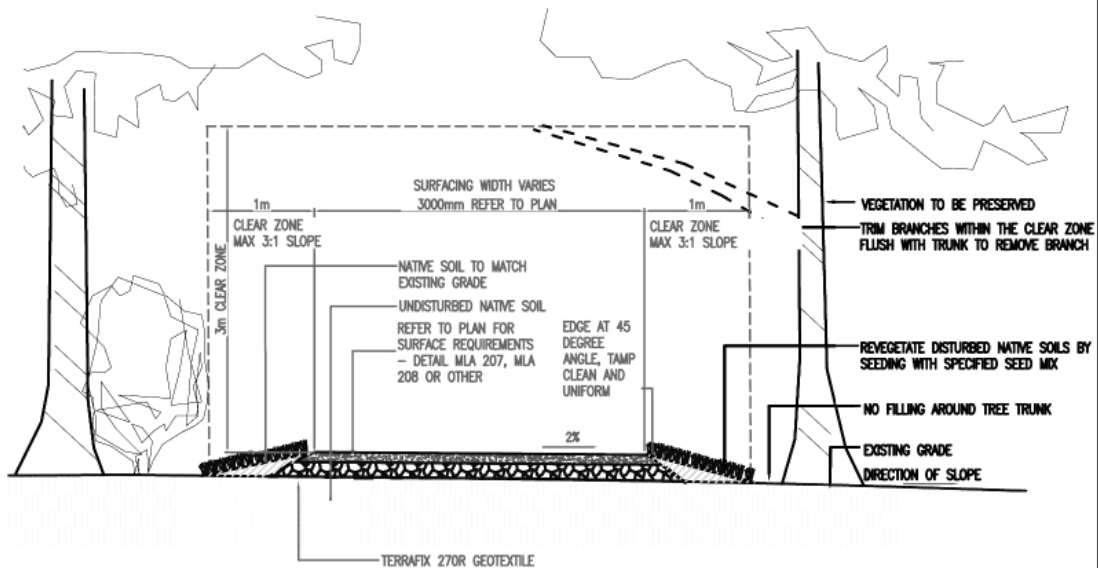 SURFACING WIDTH VARIES
3000mm REFER TO PLAN
1m
CLEAR ZONE
MAX 3:1 SLOPE
1m
CLEAR ZONE
MAX 3:1 SLOPE
3m CLEAR ZONE
NATIVE SOIL TO MATCH
EXISTING GRADE
UNDISTURBED NATIVE SOIL
REFER TO PLAN FOR
SURFACE REQUIREMENTS
– DETAIL MLA 207, MLA
208 OR OTHER
EDGE AT 45
DEGREE
ANGLE, TAMP
CLEAN AND
UNIFORM
2%
VEGETATION TO BE PRESERVED
TRIM BRANCHES WITHIN THE CLEAR ZONE
FLUSH WITH TRUNK TO REMOVE BRANCH
REVEGETATE DISTURBED NATIVE SOILS BY
SEEDING WITH SPECIFIED SEED MIX
NO FILLING AROUND TREE TRUNK
EXISTING GRADE
DIRECTION OF SLOPE
TERRAFIX 270R GEOTEXTILE